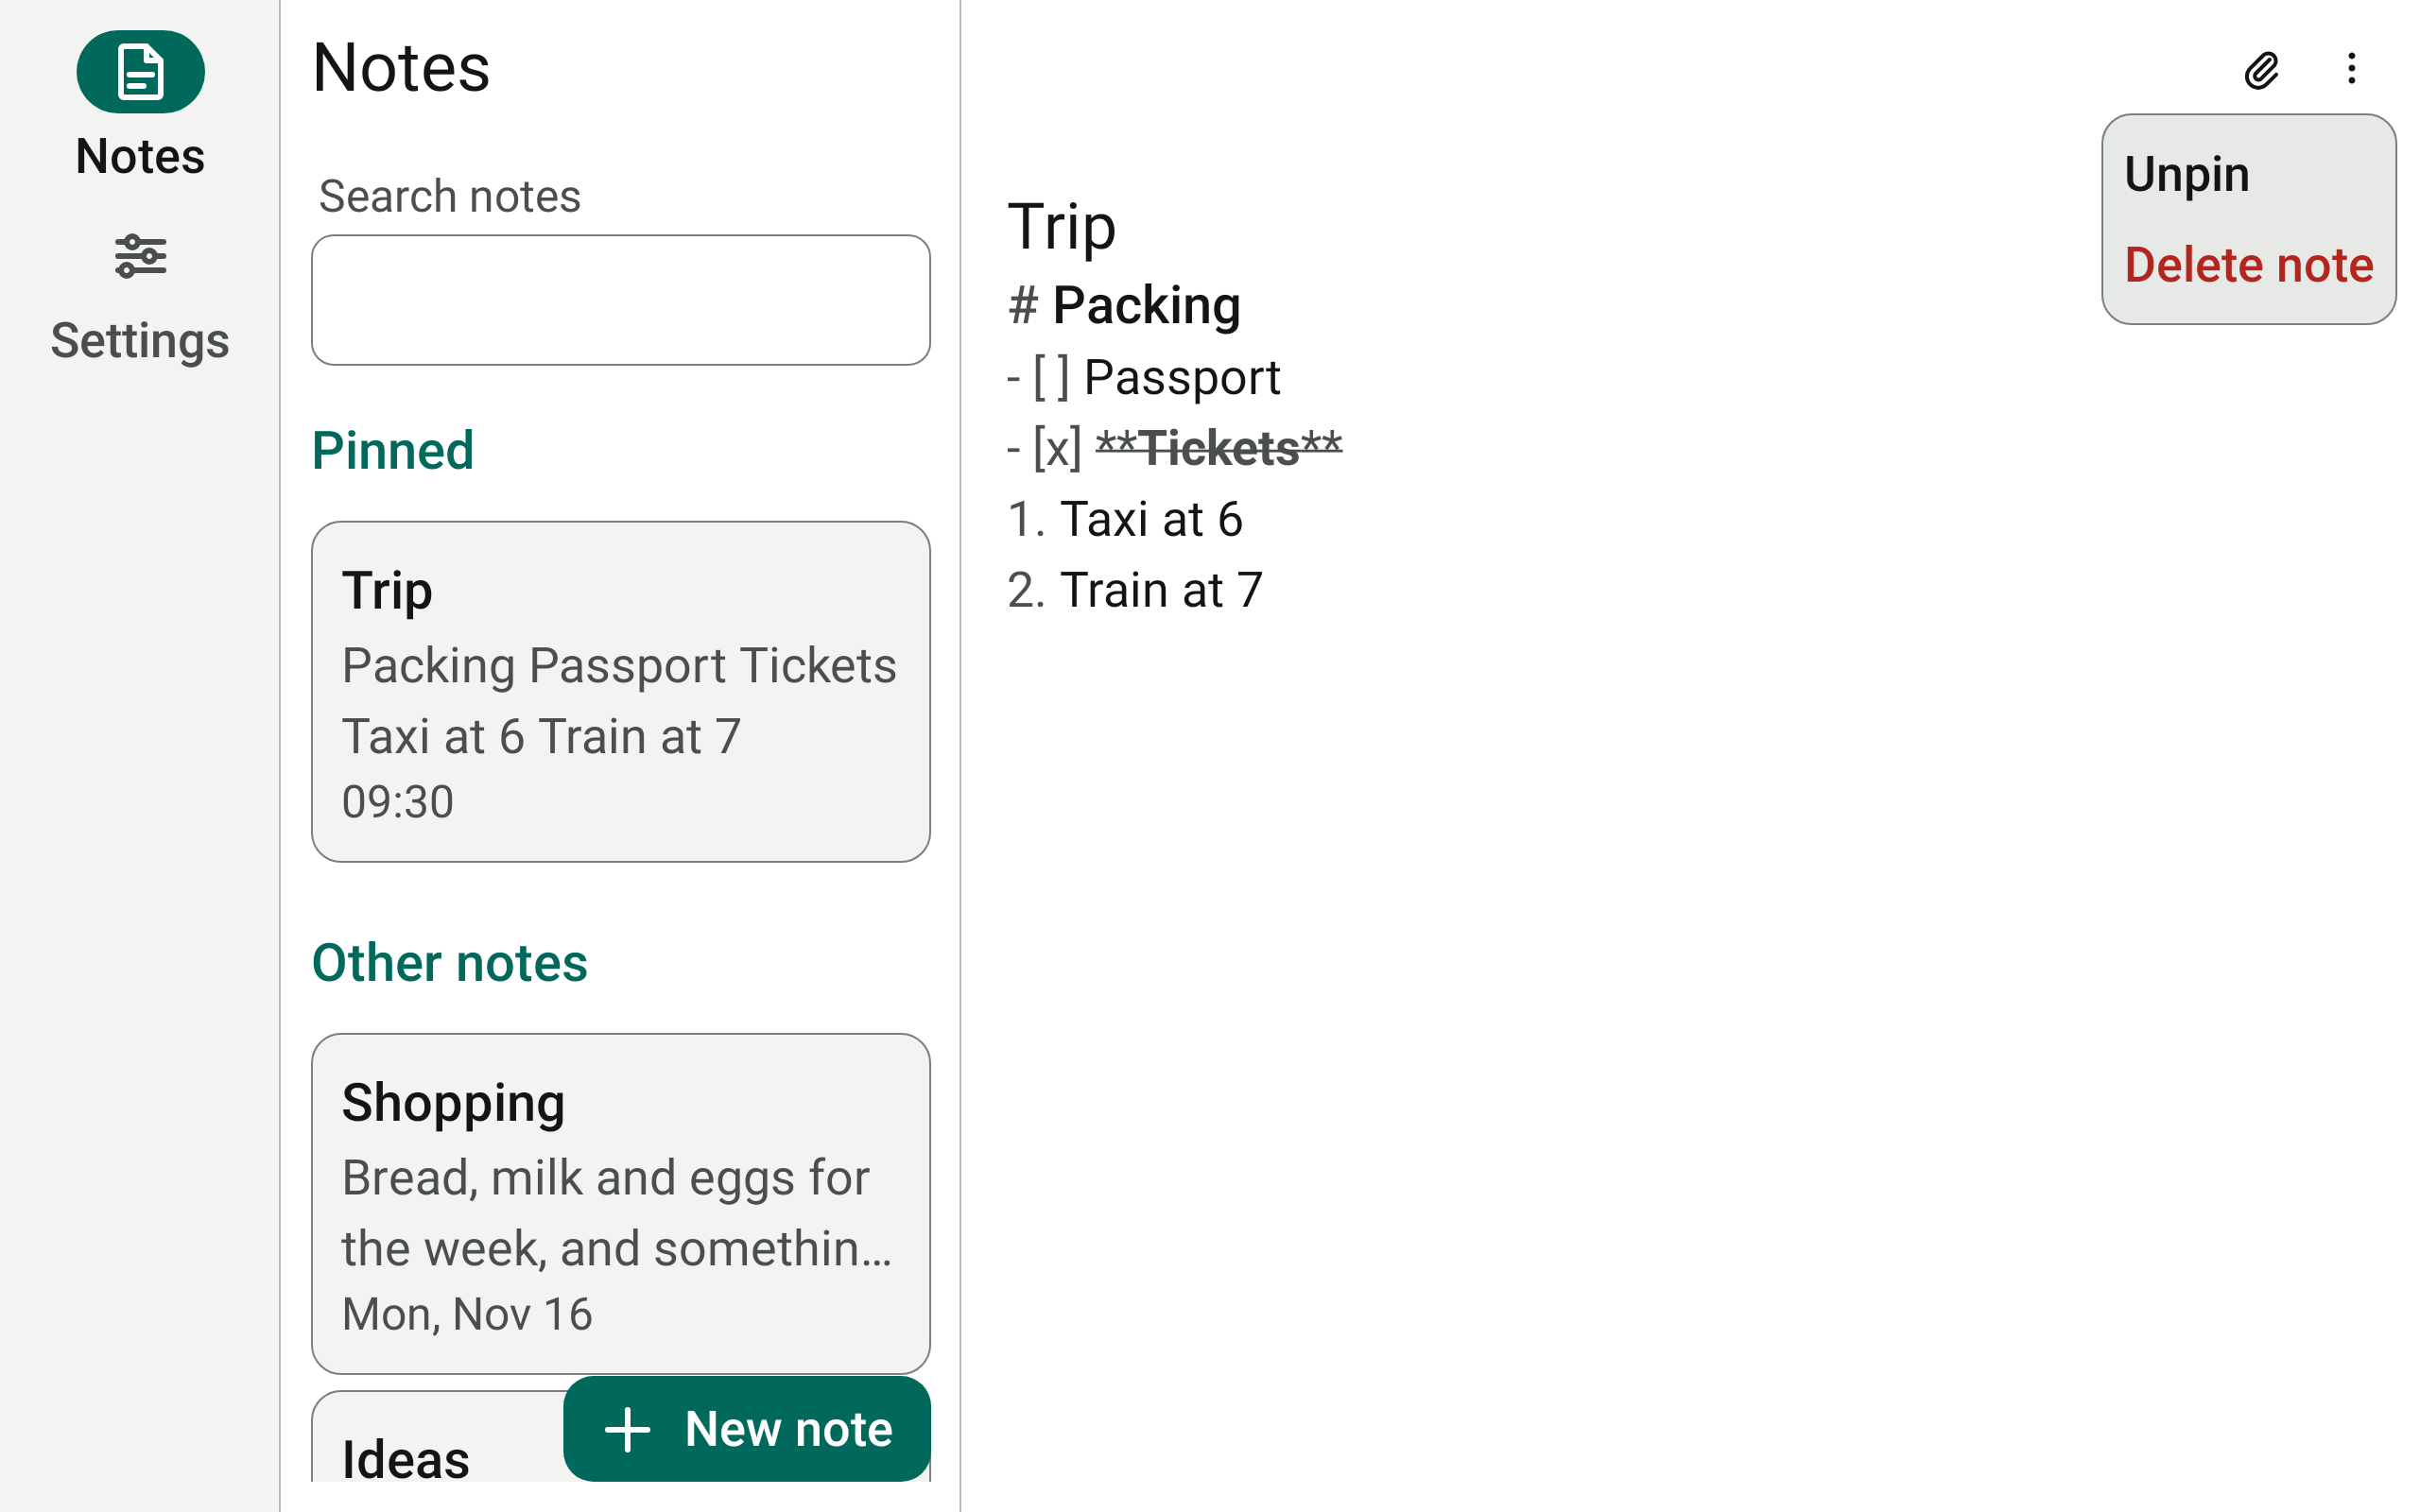 Notes
Settings
Notes
Search notes
Pinned
Trip
Packing Passport Tickets
Taxi at 6 Train at 7
09:30
Other notes
Shopping
Bread, milk and eggs for
the week, and somethin…
Mon, Nov 16
Ideas
New note
Unpin
Delete note
Trip
# Packing
- [ ] Passport
- [x] **Tickets**
1. Taxi at 6
2. Train at 7